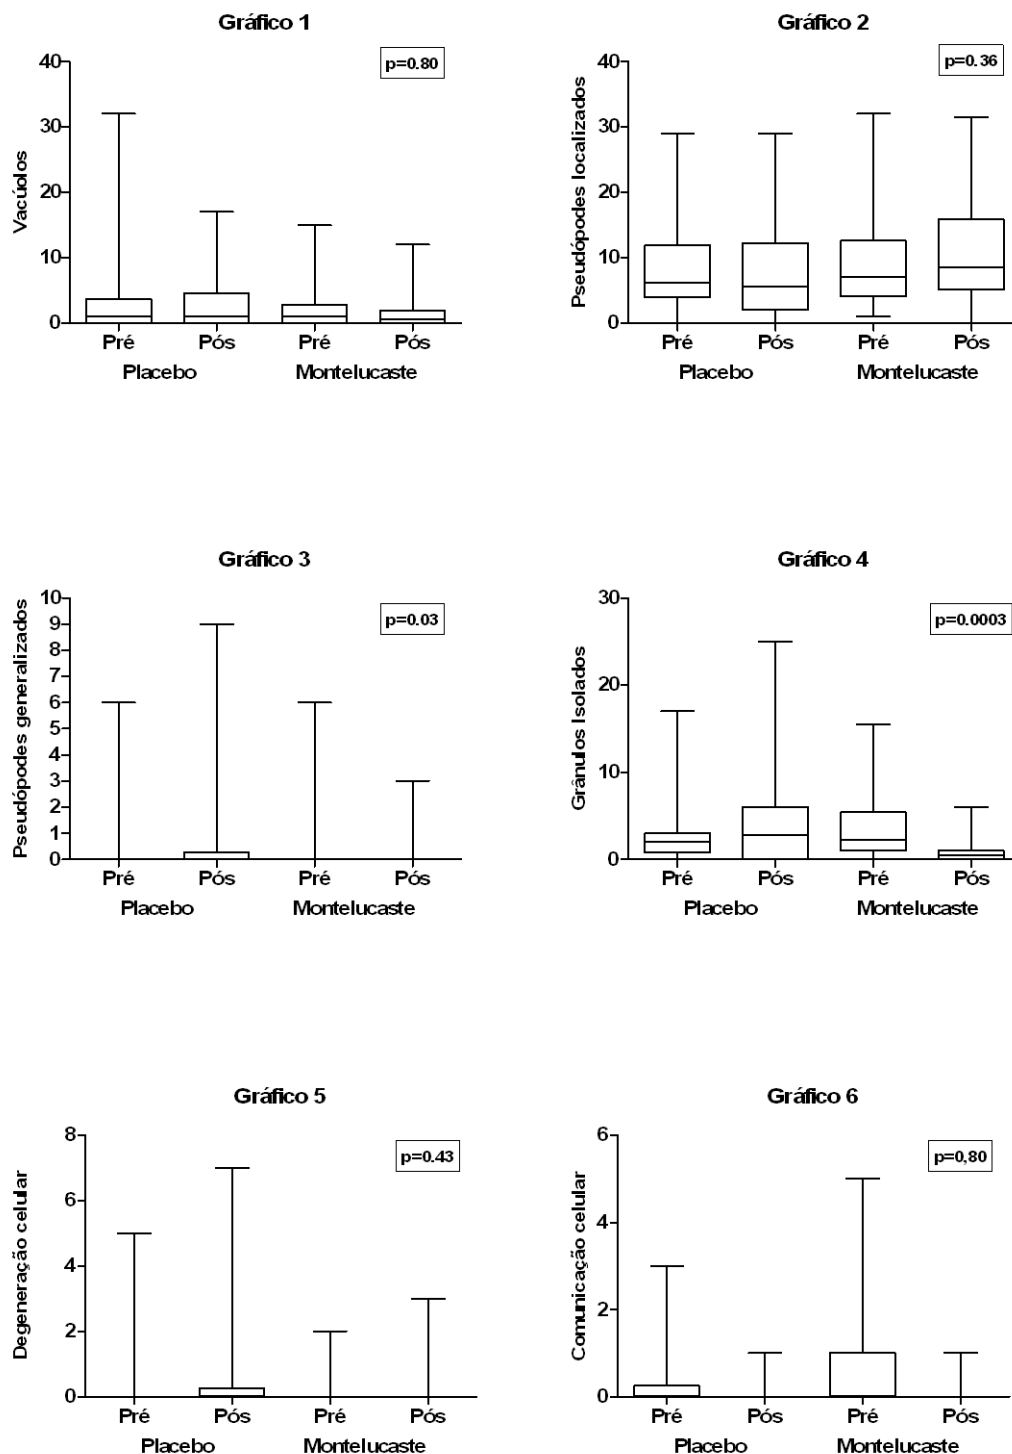 Gráfico 1
p=0.80
Vacúolos
40
30
20
10
0
Pré Pós Pré Pós
Placebo Montelucaste
Gráfico 2
p=0.36
Pseudópodes localizados
40
30
20
10
0
Pré Pós Pré Pós
Placebo Montelucaste
Gráfico 3
p=0.03
Pseudópodes generalizados
10
9
8
7
6
5
4
3
2
1
0
Pré Pós Pré Pós
Placebo Montelucaste
Gráfico 4
p=0.0003
Grânulos Isolados
30
20
10
0
Pré Pós Pré Pós
Placebo Montelucaste
Gráfico 5
p=0.43
Degeneração celular
8
6
4
2
0
Pré Pós Pré Pós
Placebo Montelucaste
Gráfico 6
p=0,80
Comunicação celular
6
4
2
0
Pré Pós Pré Pós
Placebo Montelucaste